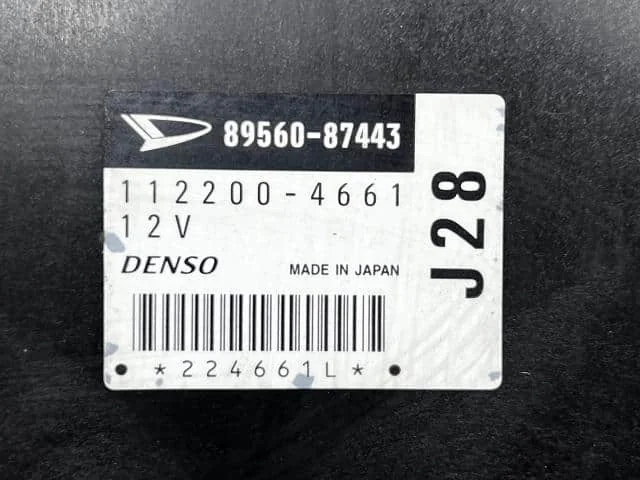 89560-87443
112200-4661
12V
DENSO MADE IN JAPAN
*224661L*
J28